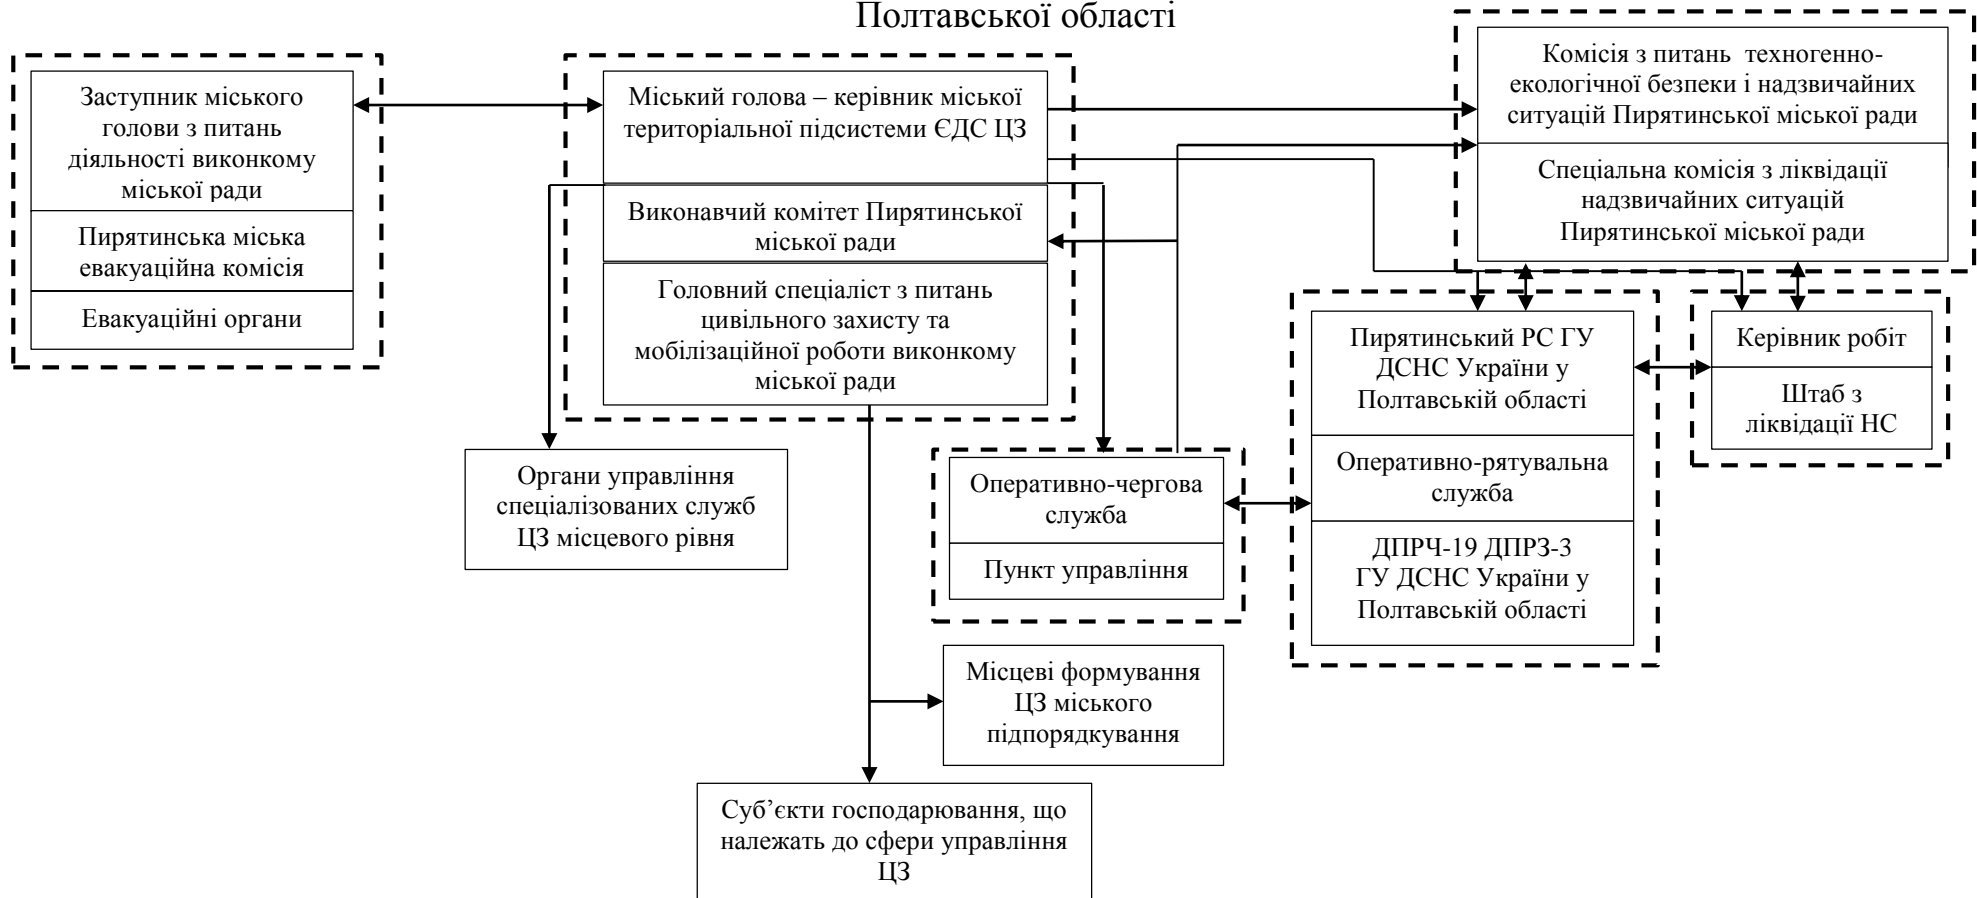 Полтавської області
Заступник міського
голови з питань
діяльності виконкому
міської ради
Пирятинська міська
евакуаційна комісія
Евакуаційні органи
Міський голова – керівник міської
територіальної підсистеми ЄДС ЦЗ
Виконавчий комітет Пирятинської
міської ради
Головний спеціаліст з питань
цивільного захисту та
мобілізаційної роботи виконкому
міської ради
Комісія з питань техногенно-
екологічної безпеки і надзвичайних
ситуацій Пирятинської міської ради
Спеціальна комісія з ліквідації
надзвичайних ситуацій
Пирятинської міської ради
Пирятинський РС ГУ
ДСНС України у
Полтавській області
Оперативно-рятувальна
служба
ДПРЧ-19 ДПРЗ-3
ГУ ДСНС України у
Полтавській області
Керівник робіт
Штаб з
ліквідації НС
Органи управління
спеціалізованих служб
ЦЗ місцевого рівня
Оперативно-чергова
служба
Пункт управління
Місцеві формування
ЦЗ міського
підпорядкування
Суб’єкти господарювання, що
належать до сфери управління
ЦЗ